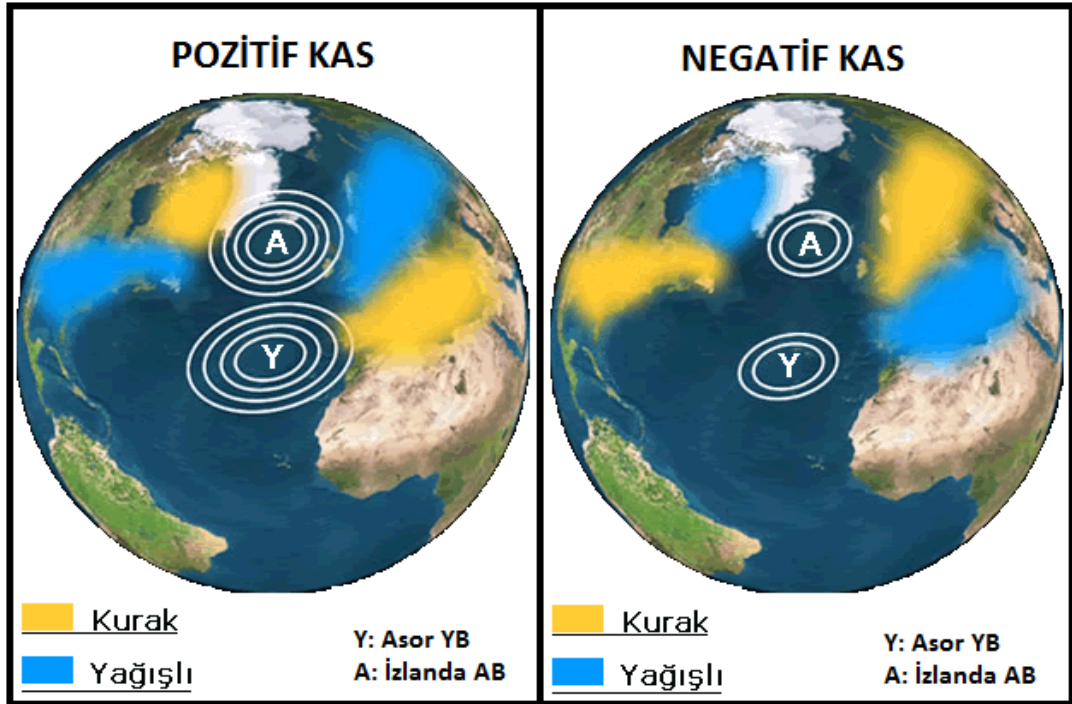 POZİTİF KAS
A
Y
Kurak
Yağışlı
Y: Asor YB
A: İzlanda AB
NEGATİF KAS
A
Y
Kurak
Yağışlı
Y: Asor YB
A: İzlanda AB